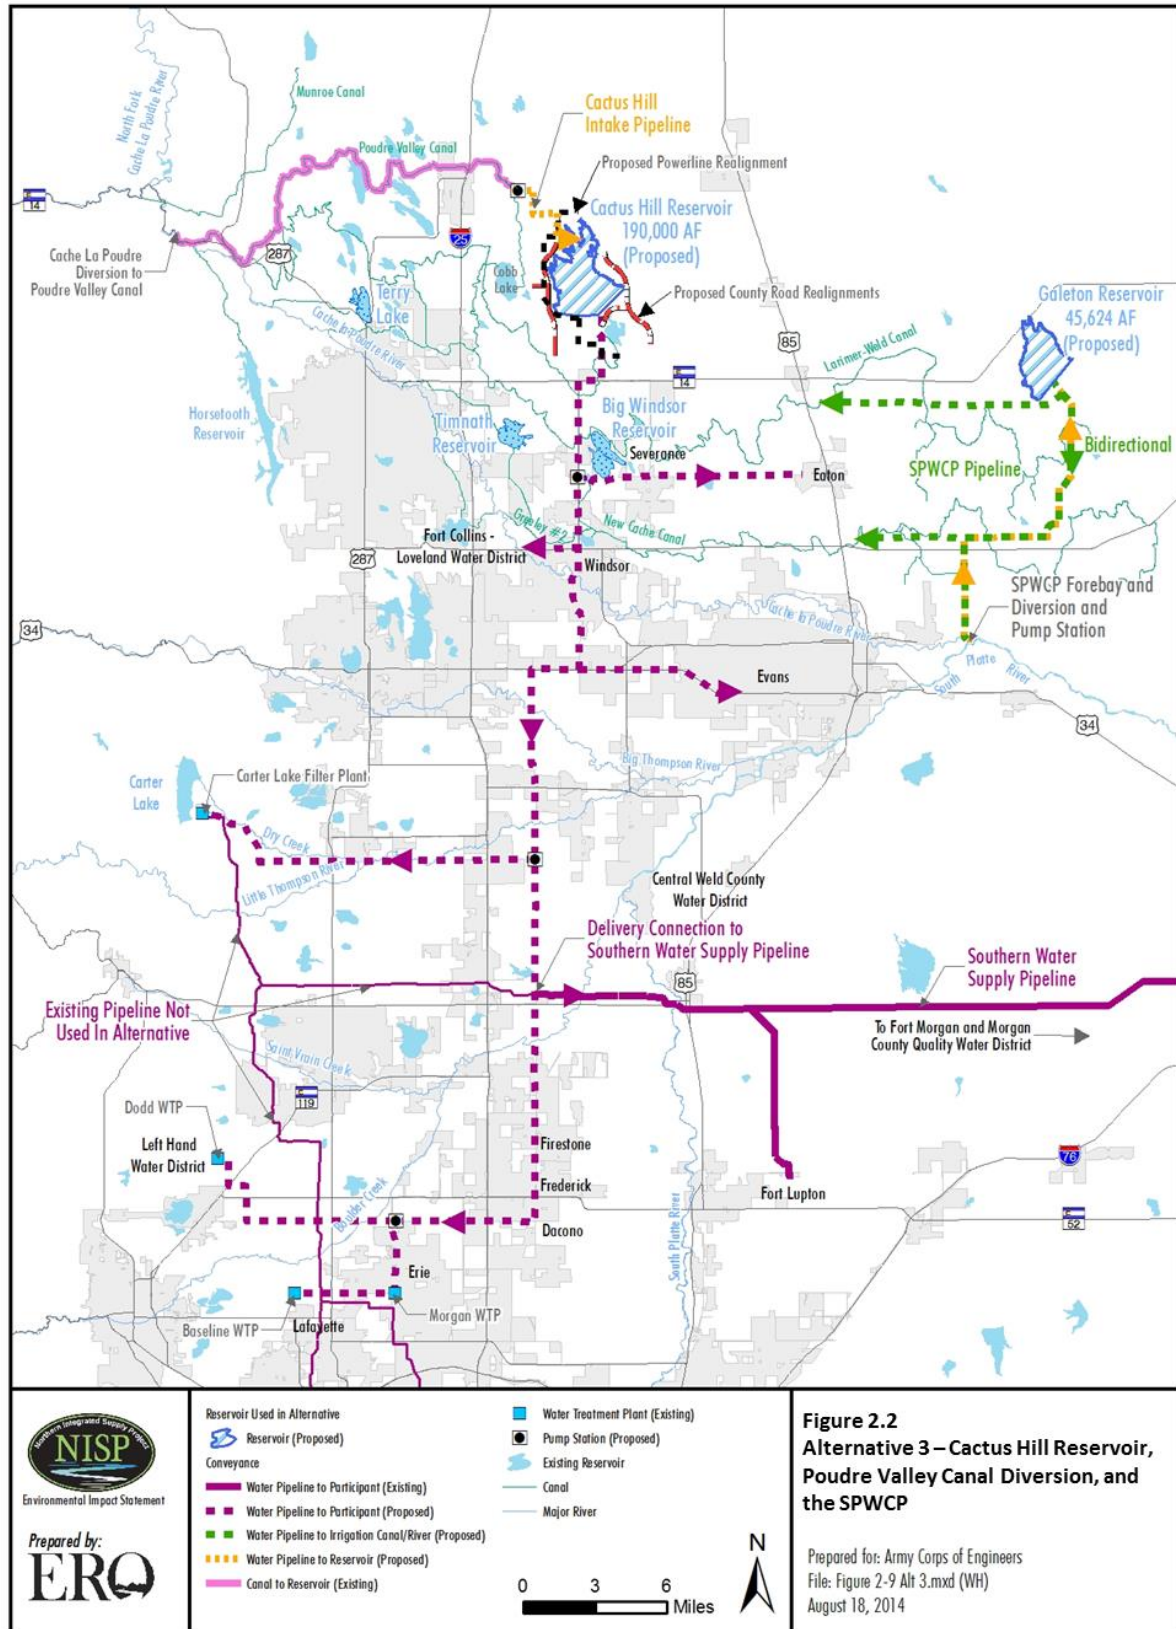 North Fork
Cache La Poudre River
Munroe Canal
Cactus Hill
Intake Pipeline
Poudre Valley Canal
Proposed Powerline Realignment
14
Cactus Hill Reservoir
190,000 AF
(Proposed)
25
287
Cache La Poudre
Diversion to
Poudre Valley Canal
Cobb
Lake
Proposed County Road Realignments
Terry
Lake
Galeton Reservoir
45,624 AF
(Proposed)
Cache la Poudre River
85
Larimer-Weld Canal
14
Horsetooth
Reservoir
Timnath
Reservoir
Big Windsor
Reservoir
Severance
Bidirectional
SPWCP Pipeline
Eaton
Greeley #2
New Cache Canal
Fort Collins -
Loveland Water District
287
Windsor
SPWCP Forebay and
Diversion and
Pump Station
Cache la Poudre River
34
South Platte River
Evans
34
Big Thompson River
Carter
Lake
Carter Lake Filter Plant
Dry Creek
Little Thompson River
Central Weld County
Water District
Delivery Connection to
Southern Water Supply Pipeline
85
Southern Water
Supply Pipeline
Existing Pipeline Not
Used In Alternative
To Fort Morgan and Morgan
County Quality Water District
Saint Vrain Creek
119
Dodd WTP
Left Hand
Water District
Firestone
76
Frederick
Fort Lupton
Boulder Creek
Dacono
52
South Platte River
Erie
Baseline WTP
Lafayette
Morgan WTP
Northern Integrated Supply Project
NISP
Environmental Impact Statement
Prepared by:
ERO
Reservoir Used in Alternative
Reservoir (Proposed)
Conveyance
Water Pipeline to Participant (Existing)
Water Pipeline to Participant (Proposed)
Water Pipeline to Irrigation Canal/River (Proposed)
Water Pipeline to Reservoir (Proposed)
Canal to Reservoir (Existing)
Water Treatment Plant (Existing)
Pump Station (Proposed)
Existing Reservoir
Canal
Major River
0 3 6
Miles
N
Figure 2.2
Alternative 3 – Cactus Hill Reservoir,
Poudre Valley Canal Diversion, and
the SPWCP
Prepared for: Army Corps of Engineers
File: Figure 2-9 Alt 3.mxd (WH)
August 18, 2014